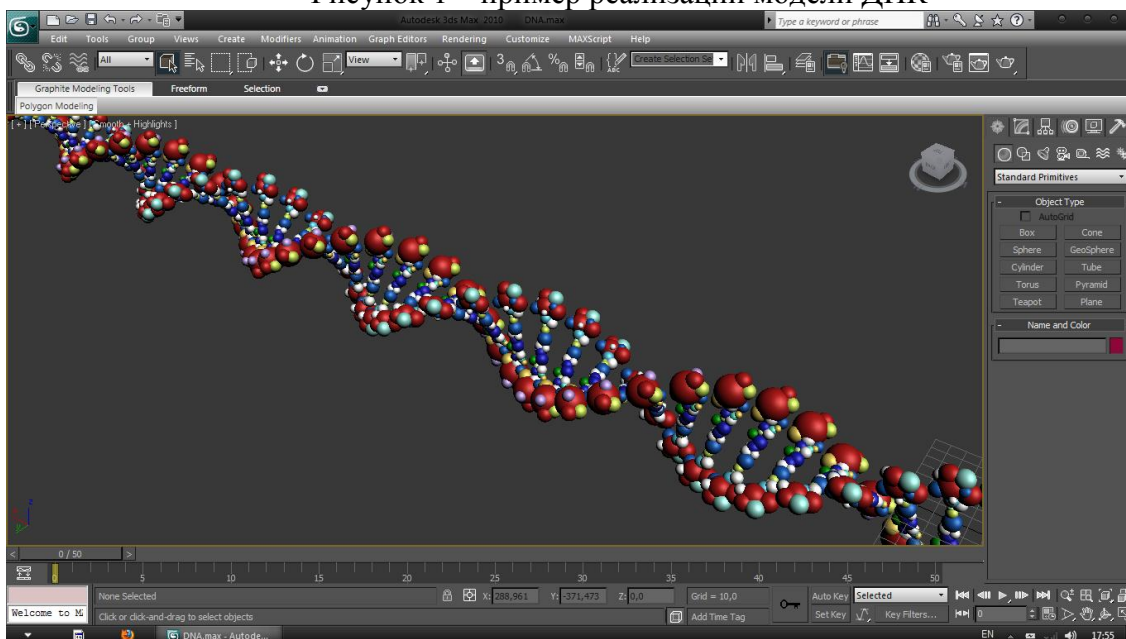 Рисунок 1 – пример реализации модели ДНК
Autodesk 3ds Max 2010 DNA.max
Type a keyword or phrase
Edit Tools Group Views Create Modifiers Animation Graph Editors Rendering Customize MAXScript Help
All View Create Selection Se
Graphite Modeling Tools Freeform Selection
Polygon Modeling
[ + ] [ Perspective ] [ Smooth + Highlights ]
Standard Primitives
- Object Type
AutoGrid
Box Cone
Sphere GeoSphere
Cylinder Tube
Torus Pyramid
Teapot Plane
- Name and Color
z
< 0 / 50 >
0 5 10 15 20 25 30 35 40 45 50
None Selected X: 288,961 Y: -371,473 Z: 0,0 Grid = 10,0 Auto Key Selected
Welcome to M Click or click-and-drag to select objects Add Time Tag Set Key Key Filters... 0
DNA.max - Autode... EN 17:55